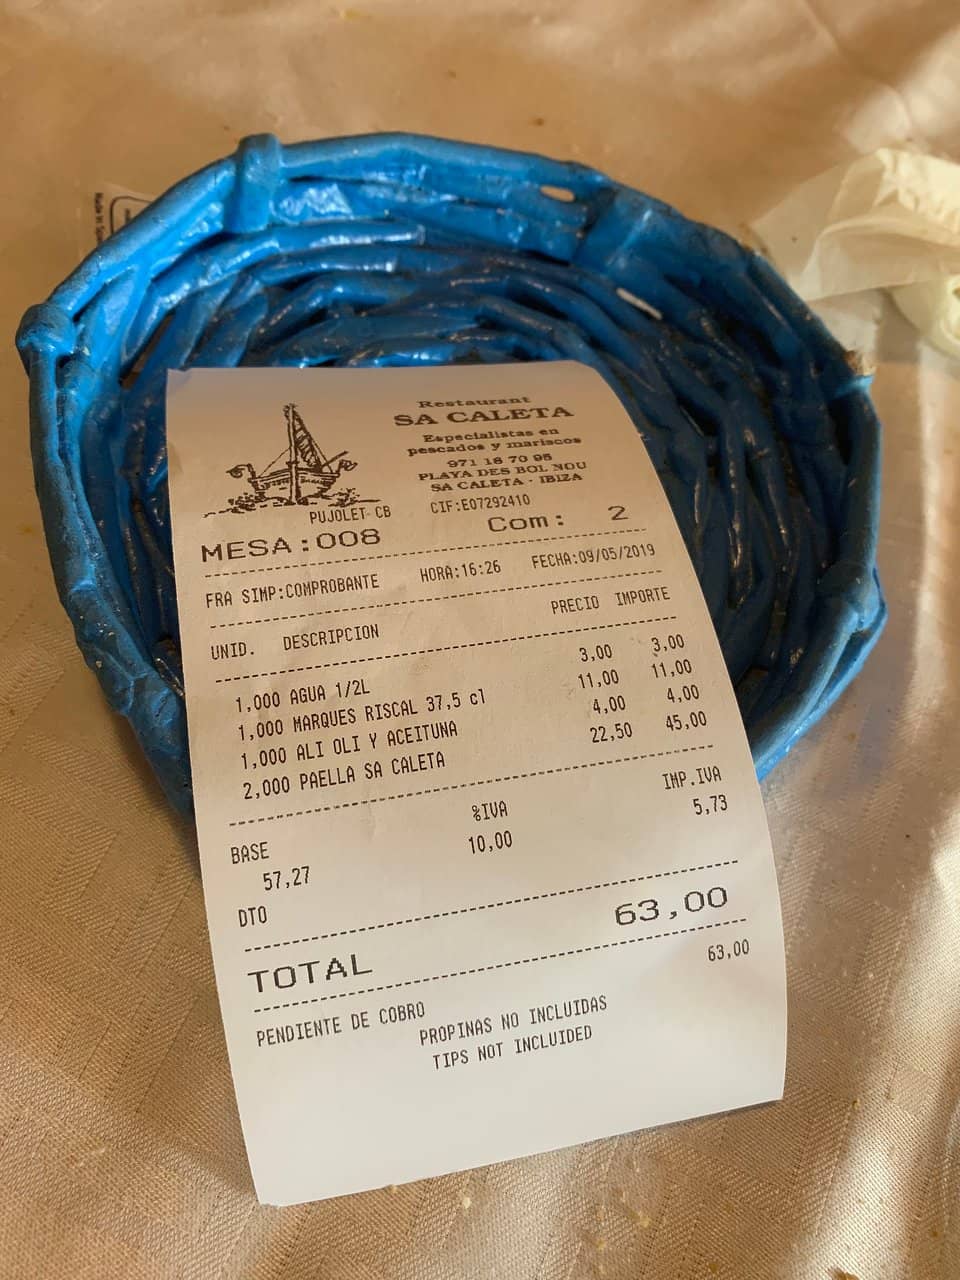 Restaurant
SA CALETA
Especialistas en
pescados y mariscos
971 18 70 95
PLAYA DES BOL NOU
SA CALETA - IBIZA
PUJOLET CB
CIF:E07292410
MESA:008 Com: 2
FRA SIMP:COMPROBANTE HORA:16:26 FECHA:09/05/2019
UNID. DESCRIPCION PRECIO IMPORTE
1,000 AGUA 1/2L 3,00 3,00
1,000 MARQUES RISCAL 37,5 cl 11,00 11,00
1,000 ALI OLI Y ACEITUNA 4,00 4,00
2,000 PAELLA SA CALETA 22,50 45,00
BASE %IVA IMP.IVA
57,27 10,00 5,73
DTO
TOTAL 63,00
PENDIENTE DE COBRO 63,00
PROPINAS NO INCLUIDAS
TIPS NOT INCLUIDED
Made in